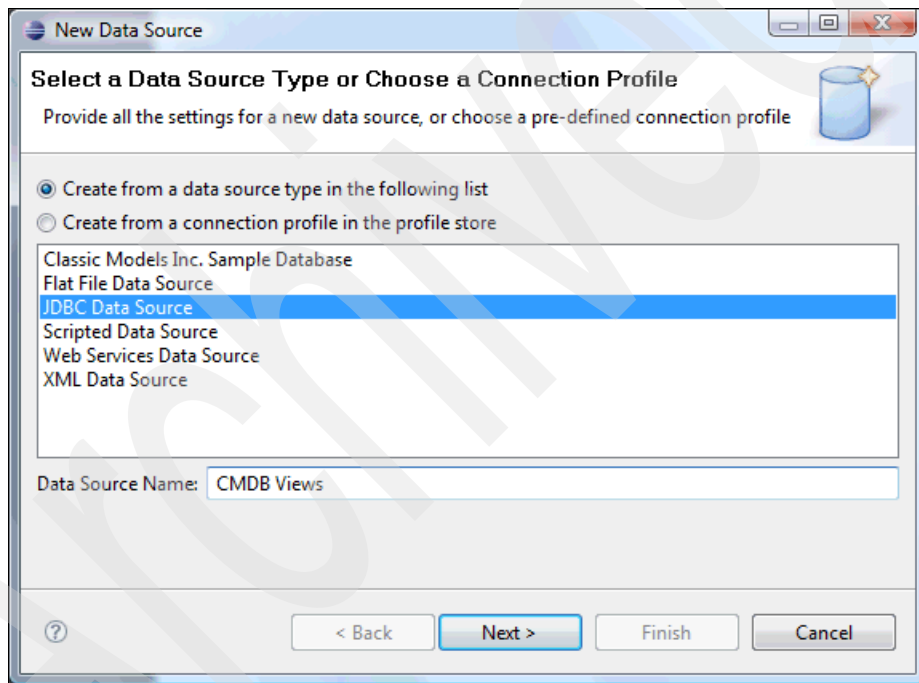 New Data Source
Select a Data Source Type or Choose a Connection Profile
Provide all the settings for a new data source, or choose a pre-defined connection profile
Create from a data source type in the following list
Create from a connection profile in the profile store
Classic Models Inc. Sample Database
Flat File Data Source
JDBC Data Source
Scripted Data Source
Web Services Data Source
XML Data Source
Data Source Name: CMDB Views
? < Back Next > Finish Cancel
Archived